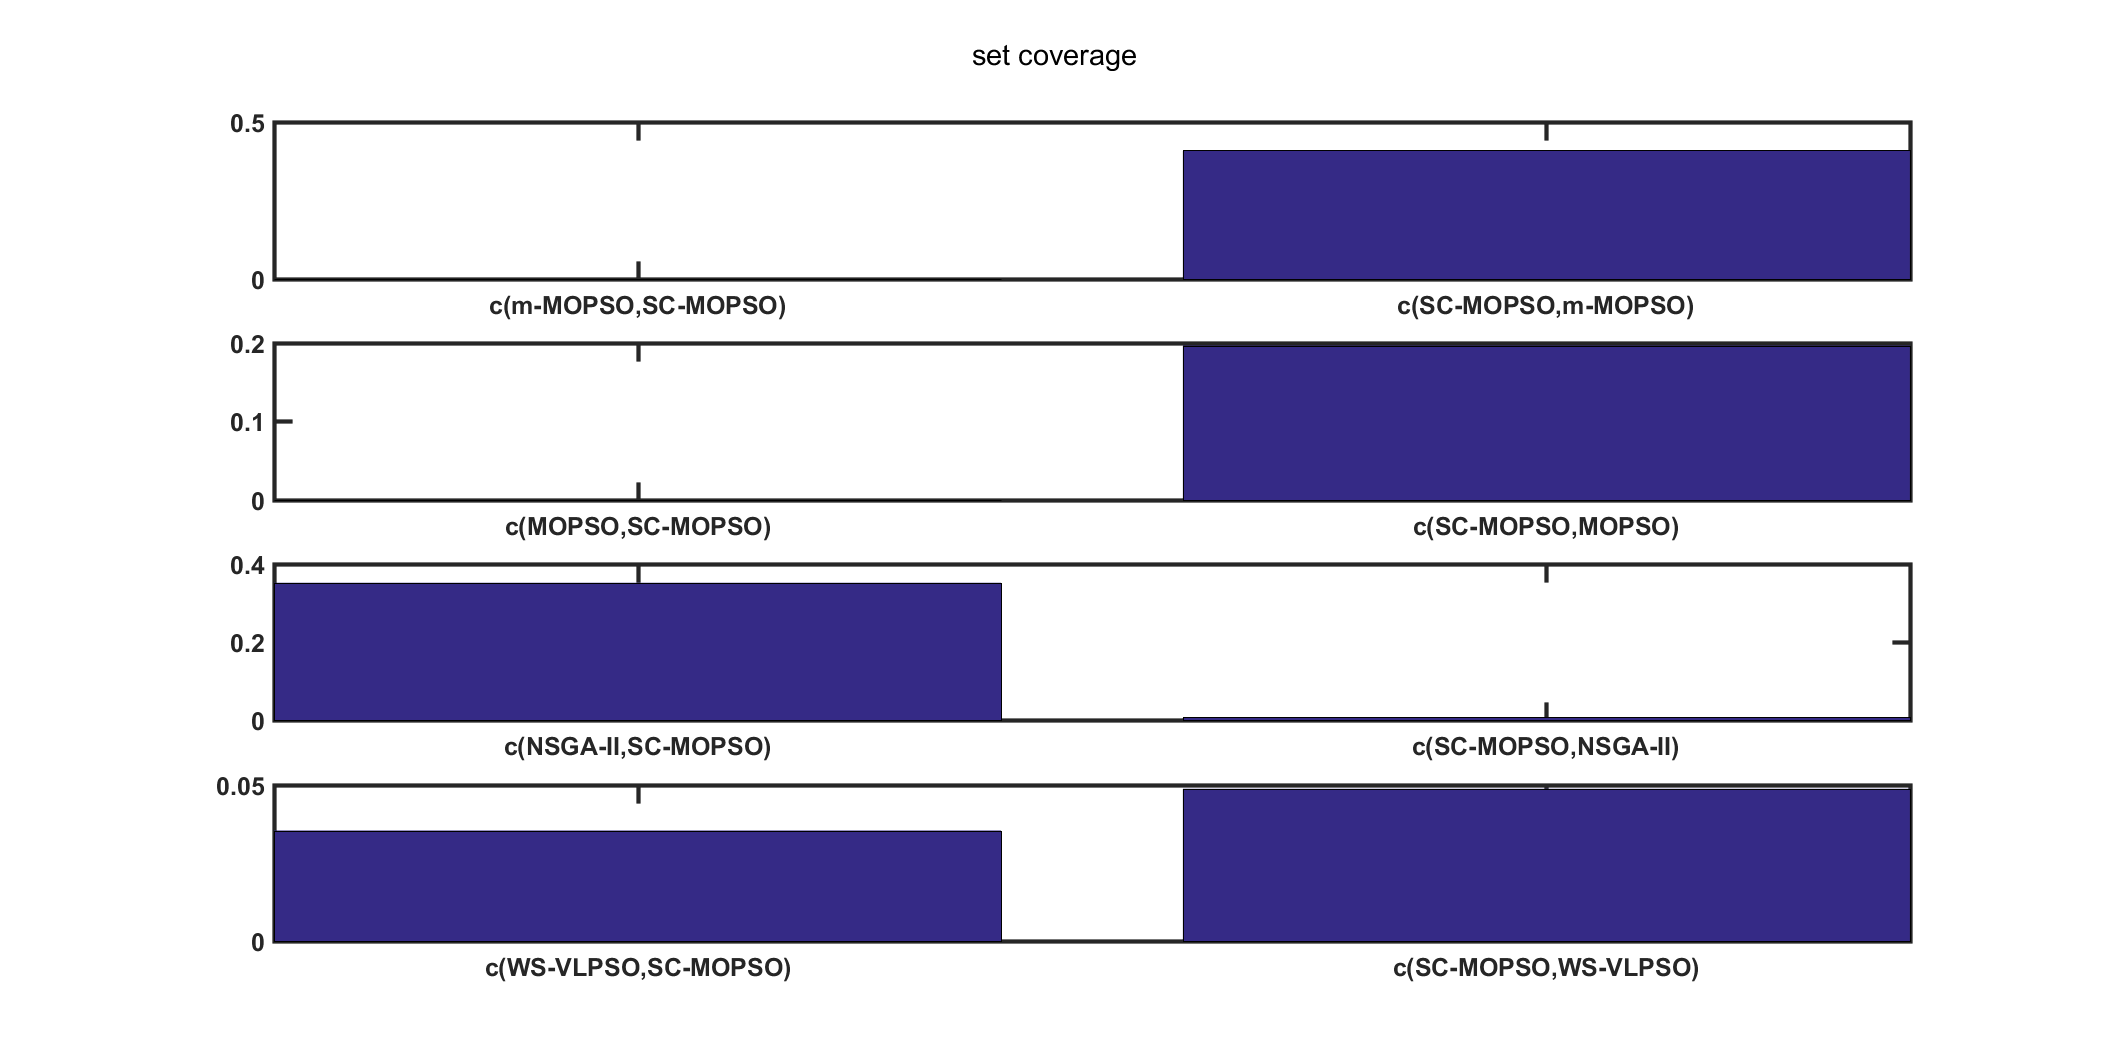 set coverage
0.5
0
c(m-MOPSO,SC-MOPSO) c(SC-MOPSO,m-MOPSO)
0.2
0.1
0
c(MOPSO,SC-MOPSO) c(SC-MOPSO,MOPSO)
0.4
0.2
0
c(NSGA-II,SC-MOPSO) c(SC-MOPSO,NSGA-II)
0.05
0
c(WS-VLPSO,SC-MOPSO) c(SC-MOPSO,WS-VLPSO)